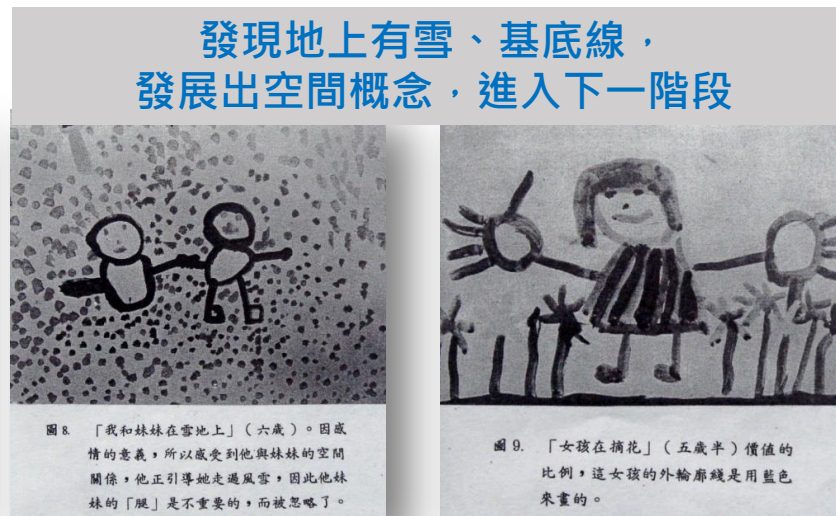 發現地上有雪、基底線，
發展出空間概念，進入下一階段
圖8. 「我和妹妹在雪地上」（六歲）。因感
情的意義，所以感受到他與妹妹的空間
關係，他正引導她走過風雪，因此他妹
妹的「腿」是不重要的，而被忽略了。
圖9. 「女孩在摘花」（五歲半）價值的
比例，這女孩的外輪廓綫是用藍色
來畫的。